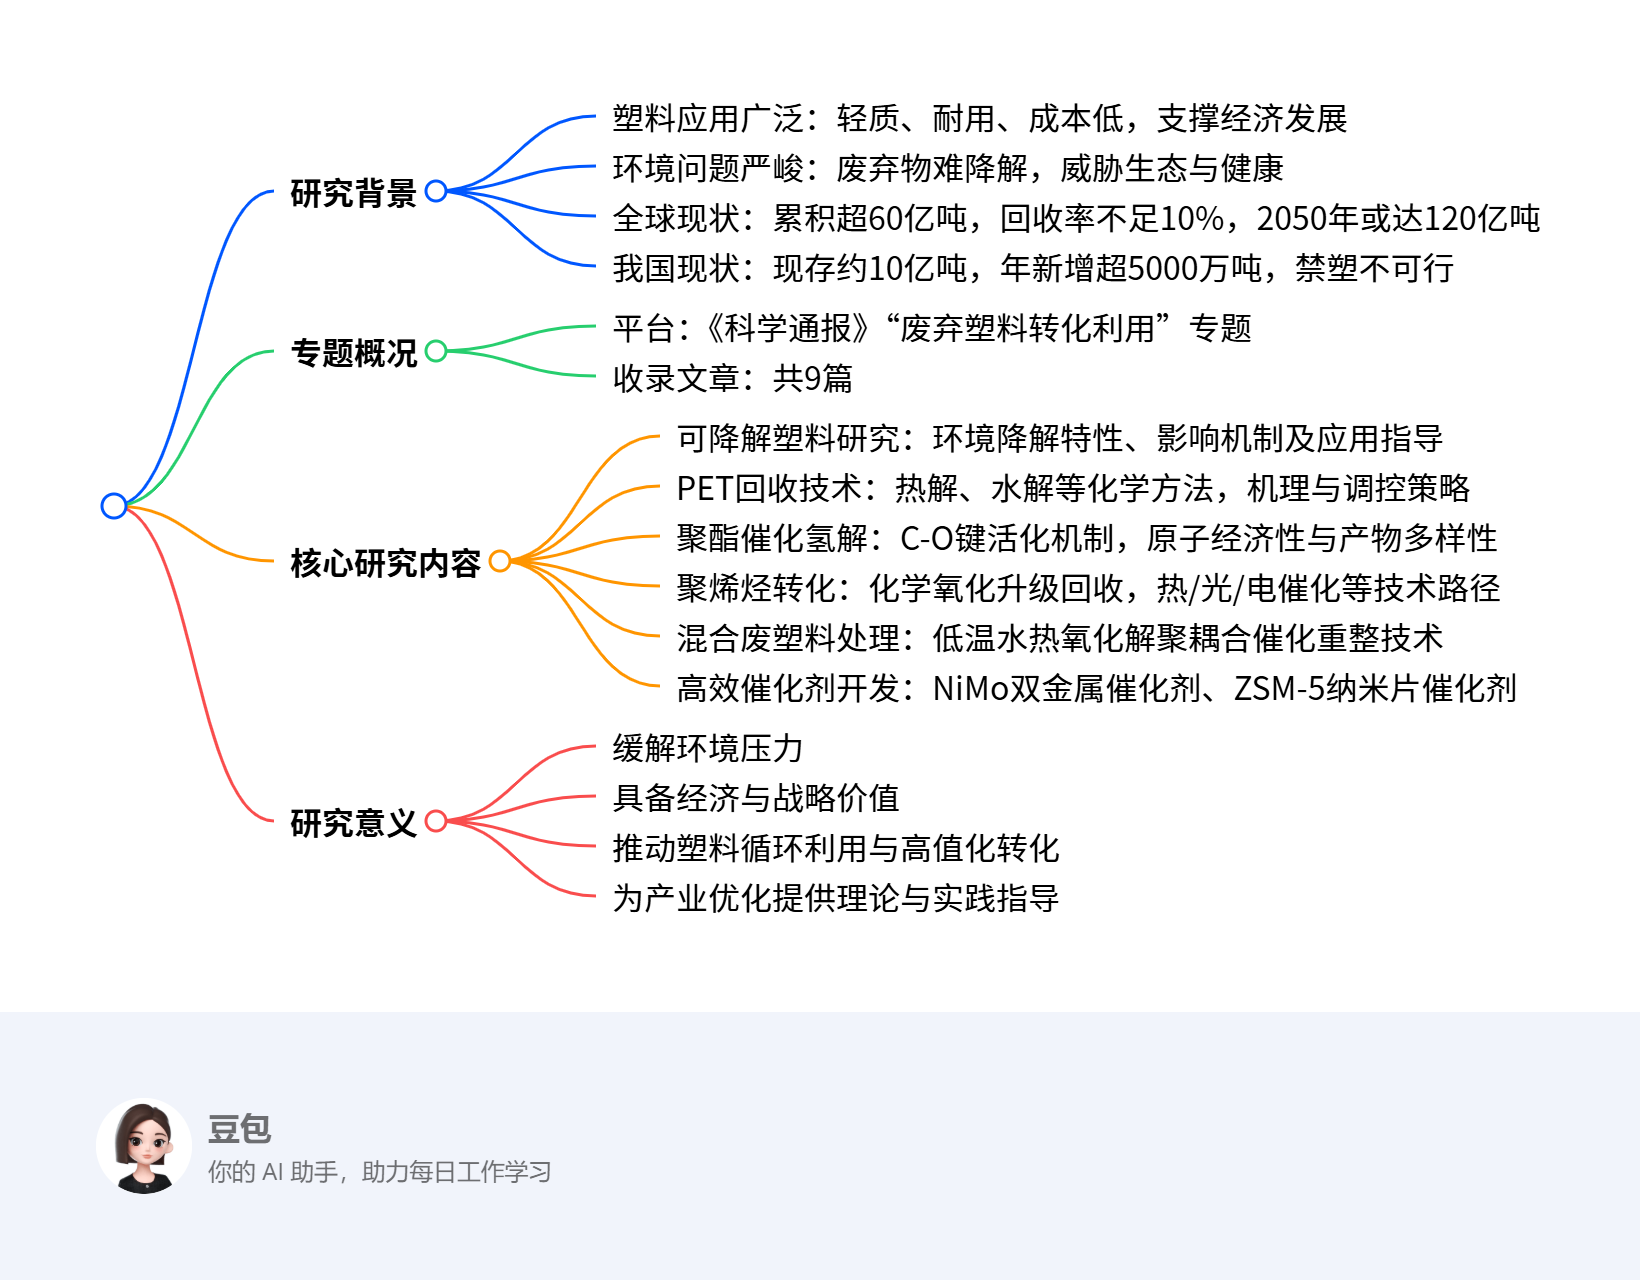 研究背景
塑料应用广泛：轻质、耐用、成本低，支撑经济发展
环境问题严峻：废弃物难降解，威胁生态与健康
全球现状：累积超60亿吨，回收率不足10%，2050年或达120亿吨
我国现状：现存约10亿吨，年新增超5000万吨，禁塑不可行
专题概况
平台：《科学通报》“废弃塑料转化利用”专题
收录文章：共9篇
核心研究内容
可降解塑料研究：环境降解特性、影响机制及应用指导
PET回收技术：热解、水解等化学方法，机理与调控策略
聚酯催化氢解：C-O键活化机制，原子经济性与产物多样性
聚烯烃转化：化学氧化升级回收，热/光/电催化等技术路径
混合废塑料处理：低温水热氧化解聚耦合催化重整技术
高效催化剂开发：NiMo双金属催化剂、ZSM-5纳米片催化剂
研究意义
缓解环境压力
具备经济与战略价值
推动塑料循环利用与高值化转化
为产业优化提供理论与实践指导
豆包
你的 AI 助手，助力每日工作学习